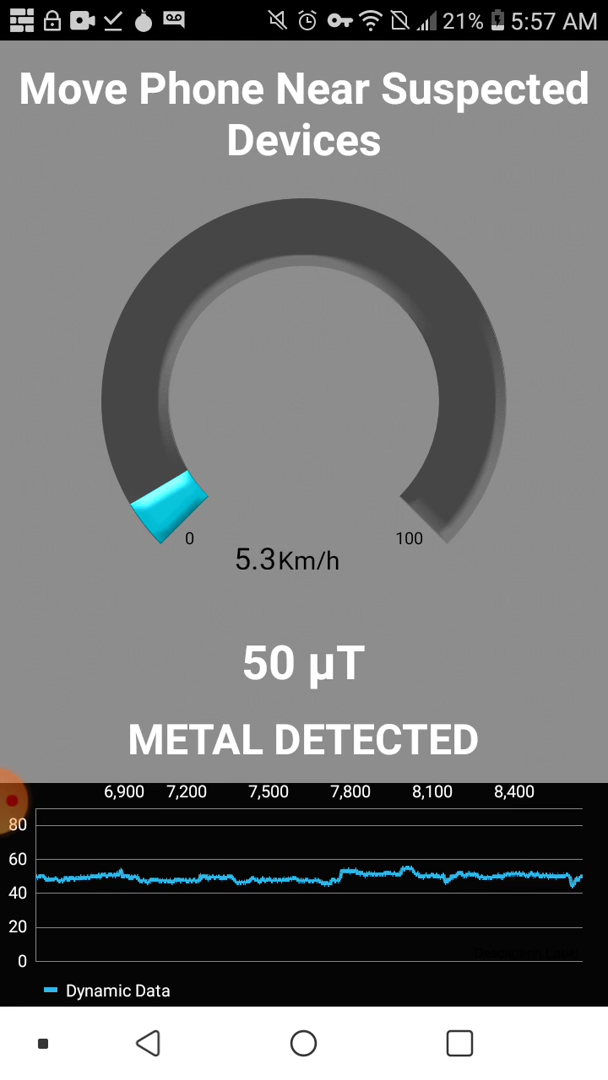 21% 5:57 AM
Move Phone Near Suspected
Devices
0 100
5.3Km/h
50 µT
METAL DETECTED
6,900 7,200 7,500 7,800 8,100 8,400
80
60
40
20
0
Dynamic Data